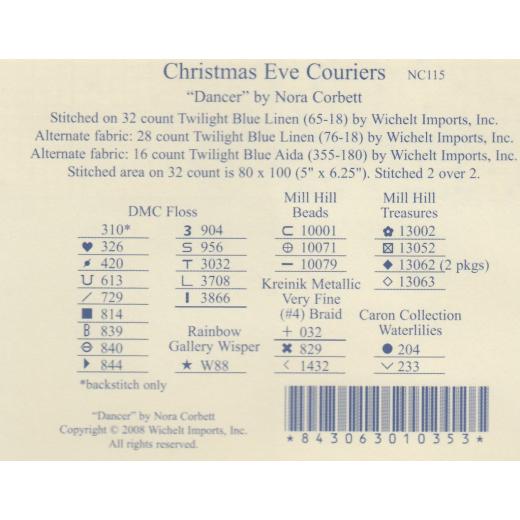 Christmas Eve Couriers NC115
“Dancer” by Nora Corbett
Stitched on 32 count Twilight Blue Linen (65-18) by Wichelt Imports, Inc.
Alternate fabric: 28 count Twilight Blue Linen (76-18) by Wichelt Imports, Inc.
Alternate fabric: 16 count Twilight Blue Aida (355-180) by Wichelt Imports, Inc.
Stitched area on 32 count is 80 x 100 (5" x 6.25"). Stitched 2 over 2.
DMC Floss
310*
326
420
613
729
814
839
840
844
*backstitch only
904
956
3032
3708
3866
Rainbow
Gallery Wisper
W88
Mill Hill
Beads
10001
10071
10079
Kreinik Metallic
Very Fine
(#4) Braid
032
829
1432
Mill Hill
Treasures
13002
13052
13062 (2 pkgs)
13063
Caron Collection
Waterlilies
204
233
“Dancer” by Nora Corbett
Copyright © 2008 Wichelt Imports, Inc.
All rights reserved.
*84306301035 3*